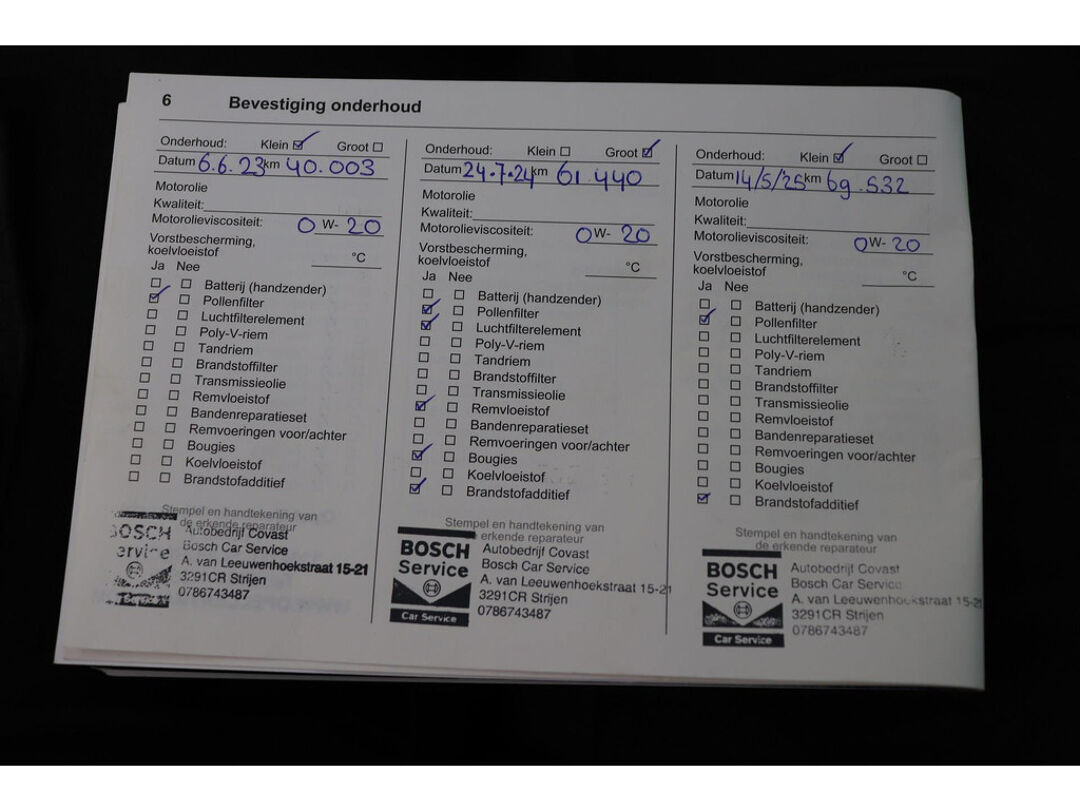 6 Bevestiging onderhoud
Onderhoud: Klein Groot
Datum 6.6.23 km 40.003
Motorolie
Kwaliteit:
Motorolieviscositeit: 0 W- 20
Vorstbescherming,
koelvloeistof °C
Ja Nee
Batterij (handzender)
Pollenfilter
Luchtfilterelement
Poly-V-riem
Tandriem
Brandstoffilter
Transmissieolie
Remvloeistof
Bandenreparatieset
Remvoeringen voor/achter
Bougies
Koelvloeistof
Brandstofadditief
Stempel en handtekening van
de erkende reparateur
BOSCH
Service
Autobedrijf Covast
Bosch Car Service
A. van Leeuwenhoekstraat 15-21
3291CR Strijen
0786743487
Onderhoud: Klein Groot
Datum 24.7.24 km 61.440
Motorolie
Kwaliteit:
Motorolieviscositeit: 0 W- 20
Vorstbescherming,
koelvloeistof °C
Ja Nee
Batterij (handzender)
Pollenfilter
Luchtfilterelement
Poly-V-riem
Tandriem
Brandstoffilter
Transmissieolie
Remvloeistof
Bandenreparatieset
Remvoeringen voor/achter
Bougies
Koelvloeistof
Brandstofadditief
Stempel en handtekening van
de erkende reparateur
BOSCH
Service
Car Service
Autobedrijf Covast
Bosch Car Service
A. van Leeuwenhoekstraat 15-21
3291CR Strijen
0786743487
Onderhoud: Klein Groot
Datum 14/5/25 km 69.532
Motorolie
Kwaliteit:
Motorolieviscositeit: 0 W- 20
Vorstbescherming,
koelvloeistof °C
Ja Nee
Batterij (handzender)
Pollenfilter
Luchtfilterelement
Poly-V-riem
Tandriem
Brandstoffilter
Transmissieolie
Remvloeistof
Bandenreparatieset
Remvoeringen voor/achter
Bougies
Koelvloeistof
Brandstofadditief
Stempel en handtekening van
de erkende reparateur
BOSCH
Service
Car Service
Autobedrijf Covast
Bosch Car Service
A. van Leeuwenhoekstraat 15-21
3291CR Strijen
0786743487